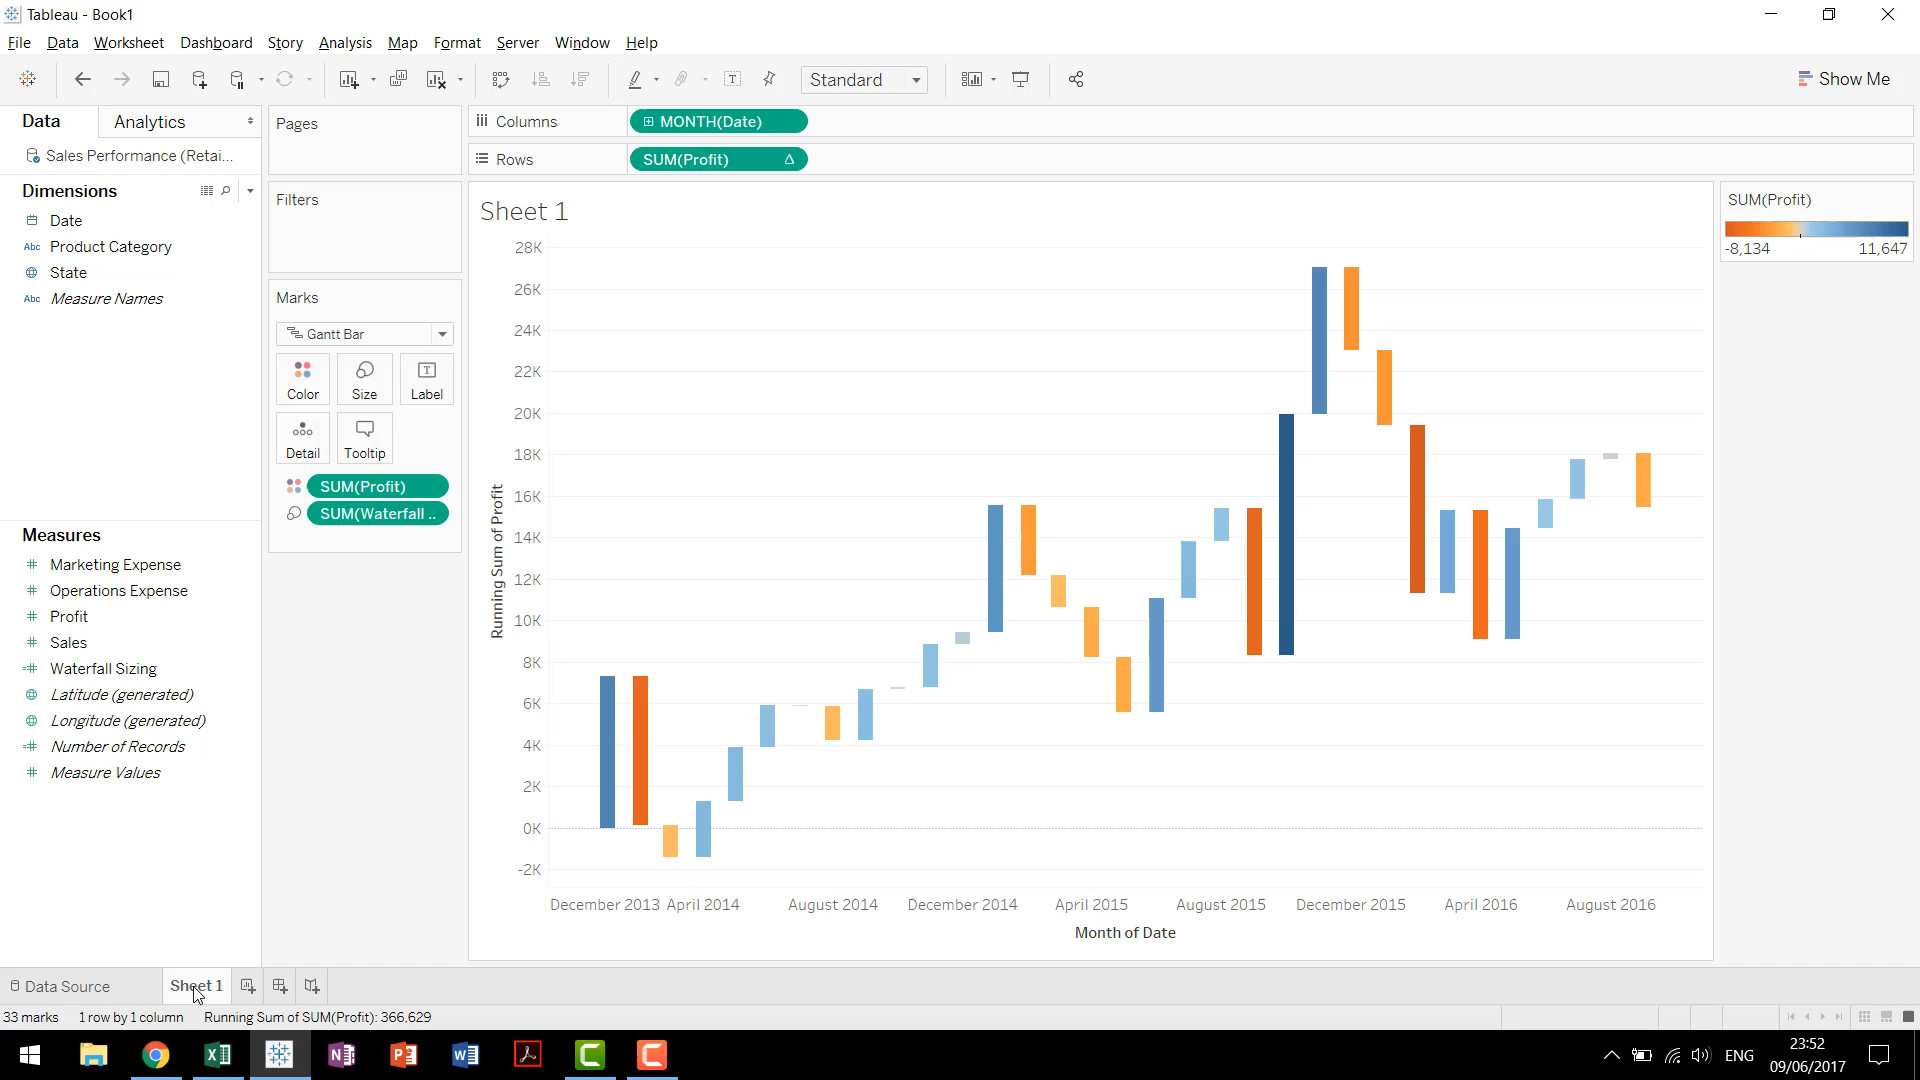 Tableau - Book1
File Data Worksheet Dashboard Story Analysis Map Format Server Window Help
Standard
Show Me
Data Analytics
Sales Performance (Retai...
Dimensions
Date
Abc Product Category
State
Abc Measure Names
Measures
Marketing Expense
Operations Expense
Profit
Sales
Waterfall Sizing
Latitude (generated)
Longitude (generated)
Number of Records
Measure Values
Pages
Filters
Marks
Gantt Bar
Color Size Label
Detail Tooltip
SUM(Profit)
SUM(Waterfall ..
Columns MONTH(Date)
Rows SUM(Profit) Δ
Sheet 1
28K
26K
24K
22K
20K
18K
16K
14K
12K
10K
8K
6K
4K
2K
0K
-2K
Running Sum of Profit
December 2013 April 2014 August 2014 December 2014 April 2015 August 2015 December 2015 April 2016 August 2016
Month of Date
SUM(Profit)
-8,134 11,647
Data Source Sheet 1
33 marks 1 row by 1 column Running Sum of SUM(Profit): 366,629
ENG
23:52
09/06/2017